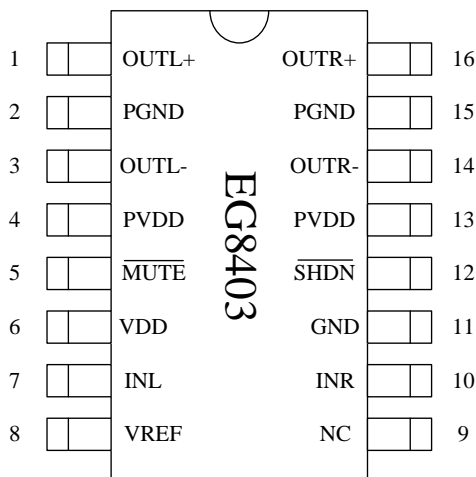 1 OUTL+ OUTR+ 16
2 PGND PGND 15
3 OUTL- OUTR- 14
4 PVDD PVDD 13
5 MUTE SHDN 12
6 VDD GND 11
7 INL INR 10
8 VREF NC 9
EG8403